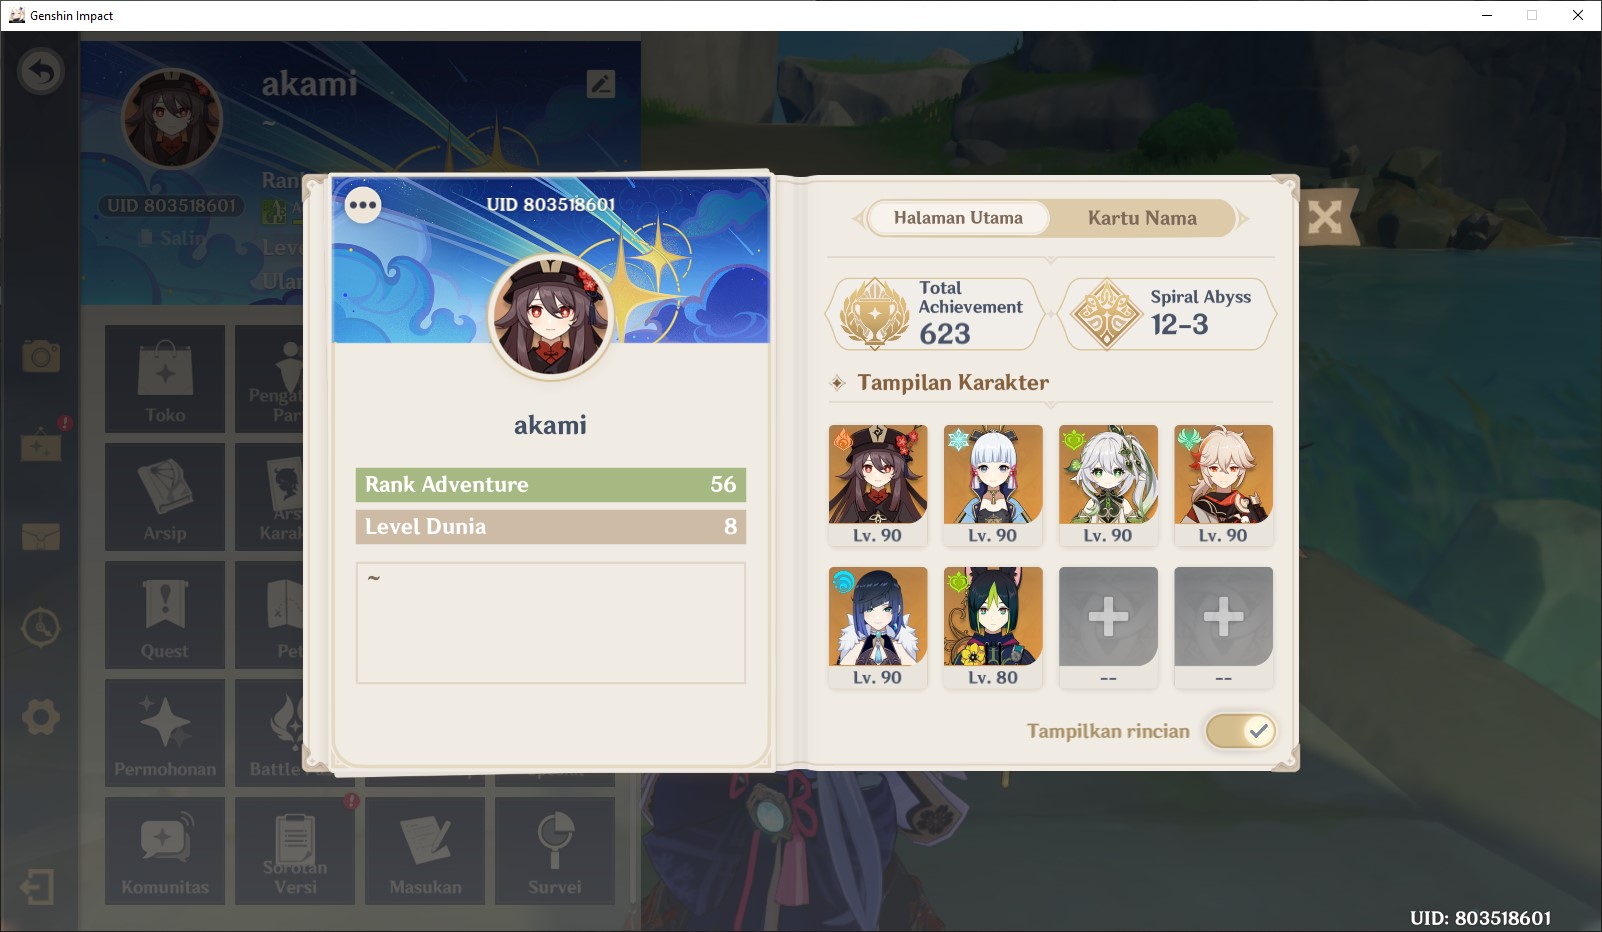 Genshin Impact
akami
~
UID 803518601
Salin
Toko
Arsip
Quest
Permohonan
Komunitas
Sorotan
Versi
Masukan
Survei
UID 803518601
akami
Rank Adventure 56
Level Dunia 8
~
Halaman Utama Kartu Nama
Total
Achievement
623
Spiral Abyss
12-3
Tampilan Karakter
Lv. 90 Lv. 90 Lv. 90 Lv. 90
Lv. 90 Lv. 80 -- --
Tampilkan rincian
UID: 803518601